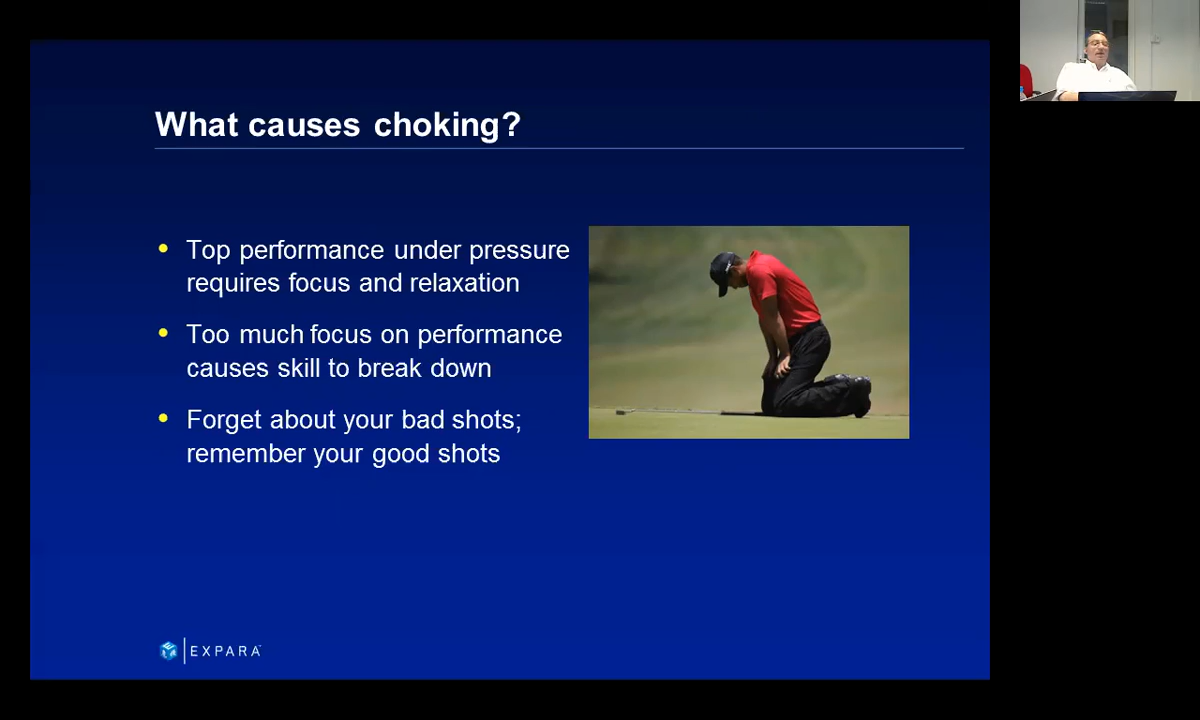 What causes choking?
• Top performance under pressure
requires focus and relaxation
• Too much focus on performance
causes skill to break down
• Forget about your bad shots;
remember your good shots
EXPARA